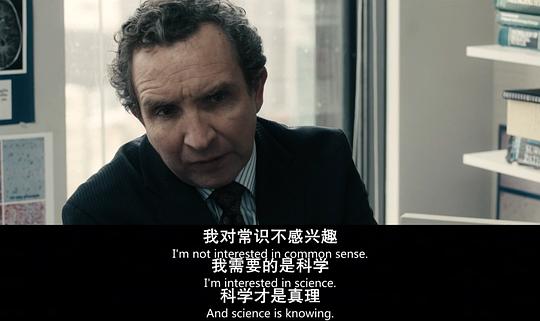 我对常识不感兴趣
I'm not interested in common sense.
我需要的是科学
I'm interested in science.
科学才是真理
And science is knowing.